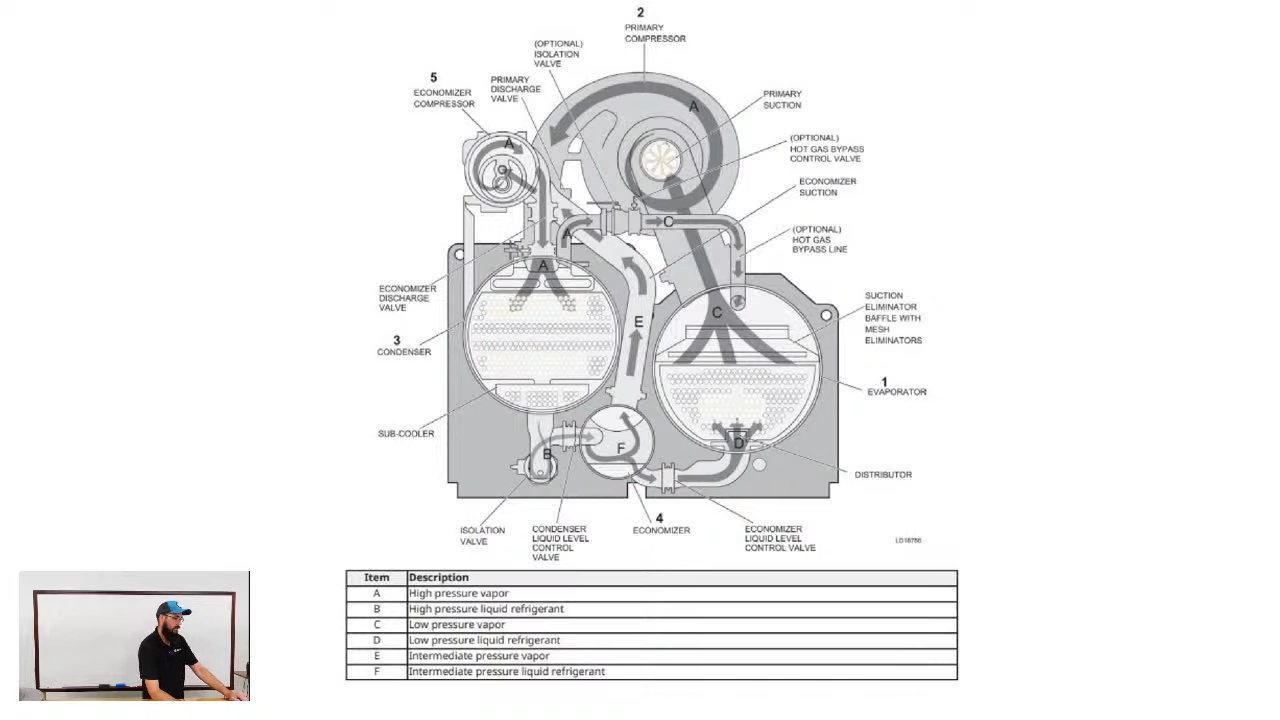 2
PRIMARY
COMPRESSOR
(OPTIONAL)
ISOLATION
VALVE
5
ECONOMIZER
COMPRESSOR
PRIMARY
DISCHARGE
VALVE
PRIMARY
SUCTION
A
A
(OPTIONAL)
HOT GAS BYPASS
CONTROL VALVE
ECONOMIZER
SUCTION
A
C
(OPTIONAL)
HOT GAS
BYPASS LINE
A
ECONOMIZER
DISCHARGE
VALVE
C
E
SUCTION
ELIMINATOR
BAFFLE WITH
MESH
ELIMINATORS
3
CONDENSER
1
EVAPORATOR
SUB-COOLER
B
F
D
DISTRIBUTOR
ISOLATION
VALVE
CONDENSER
LIQUID LEVEL
CONTROL
VALVE
4
ECONOMIZER
ECONOMIZER
LIQUID LEVEL
CONTROL VALVE
Item Description
A High pressure vapor
B High pressure liquid refrigerant
C Low pressure vapor
D Low pressure liquid refrigerant
E Intermediate pressure vapor
F Intermediate pressure liquid refrigerant